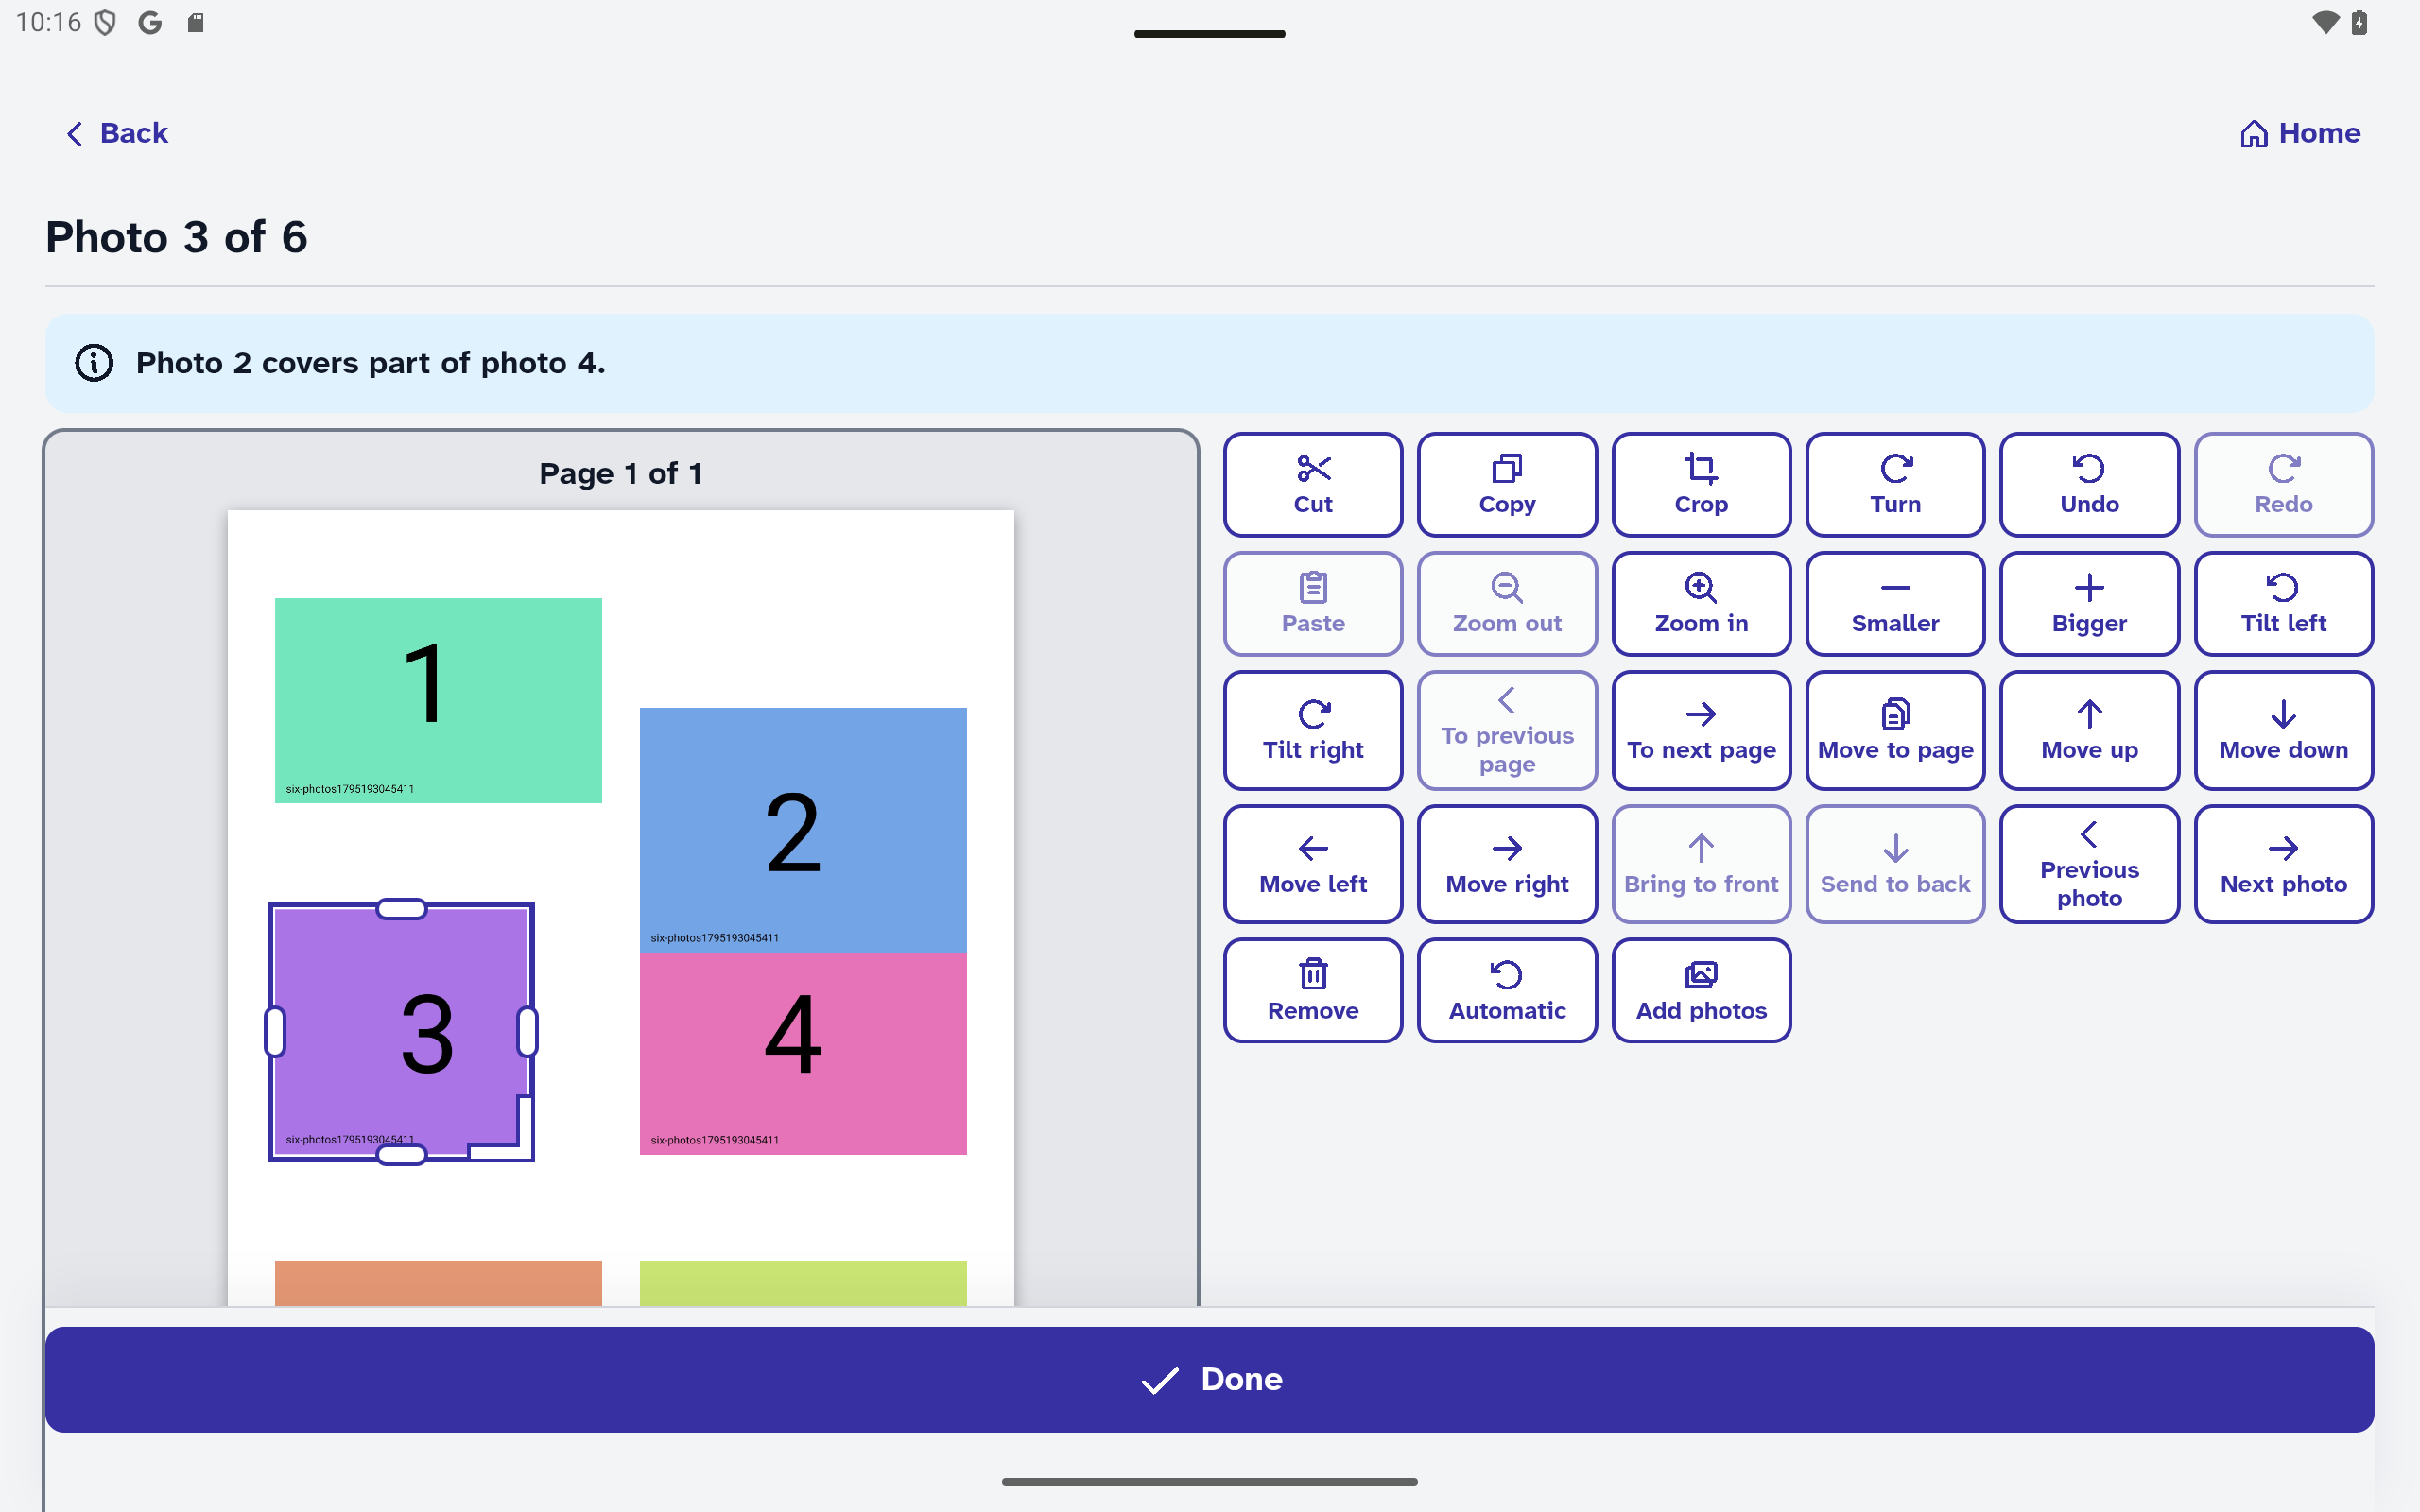 10:16
Back
Home
Photo 3 of 6
Photo 2 covers part of photo 4.
Page 1 of 1
1
six-photos1795193045411
2
six-photos1795193045411
3
six-photos1795193045411
4
six-photos1795193045411
Cut
Copy
Crop
Turn
Undo
Redo
Paste
Zoom out
Zoom in
Smaller
Bigger
Tilt left
Tilt right
To previous
page
To next page
Move to page
Move up
Move down
Move left
Move right
Bring to front
Send to back
Previous
photo
Next photo
Remove
Automatic
Add photos
Done